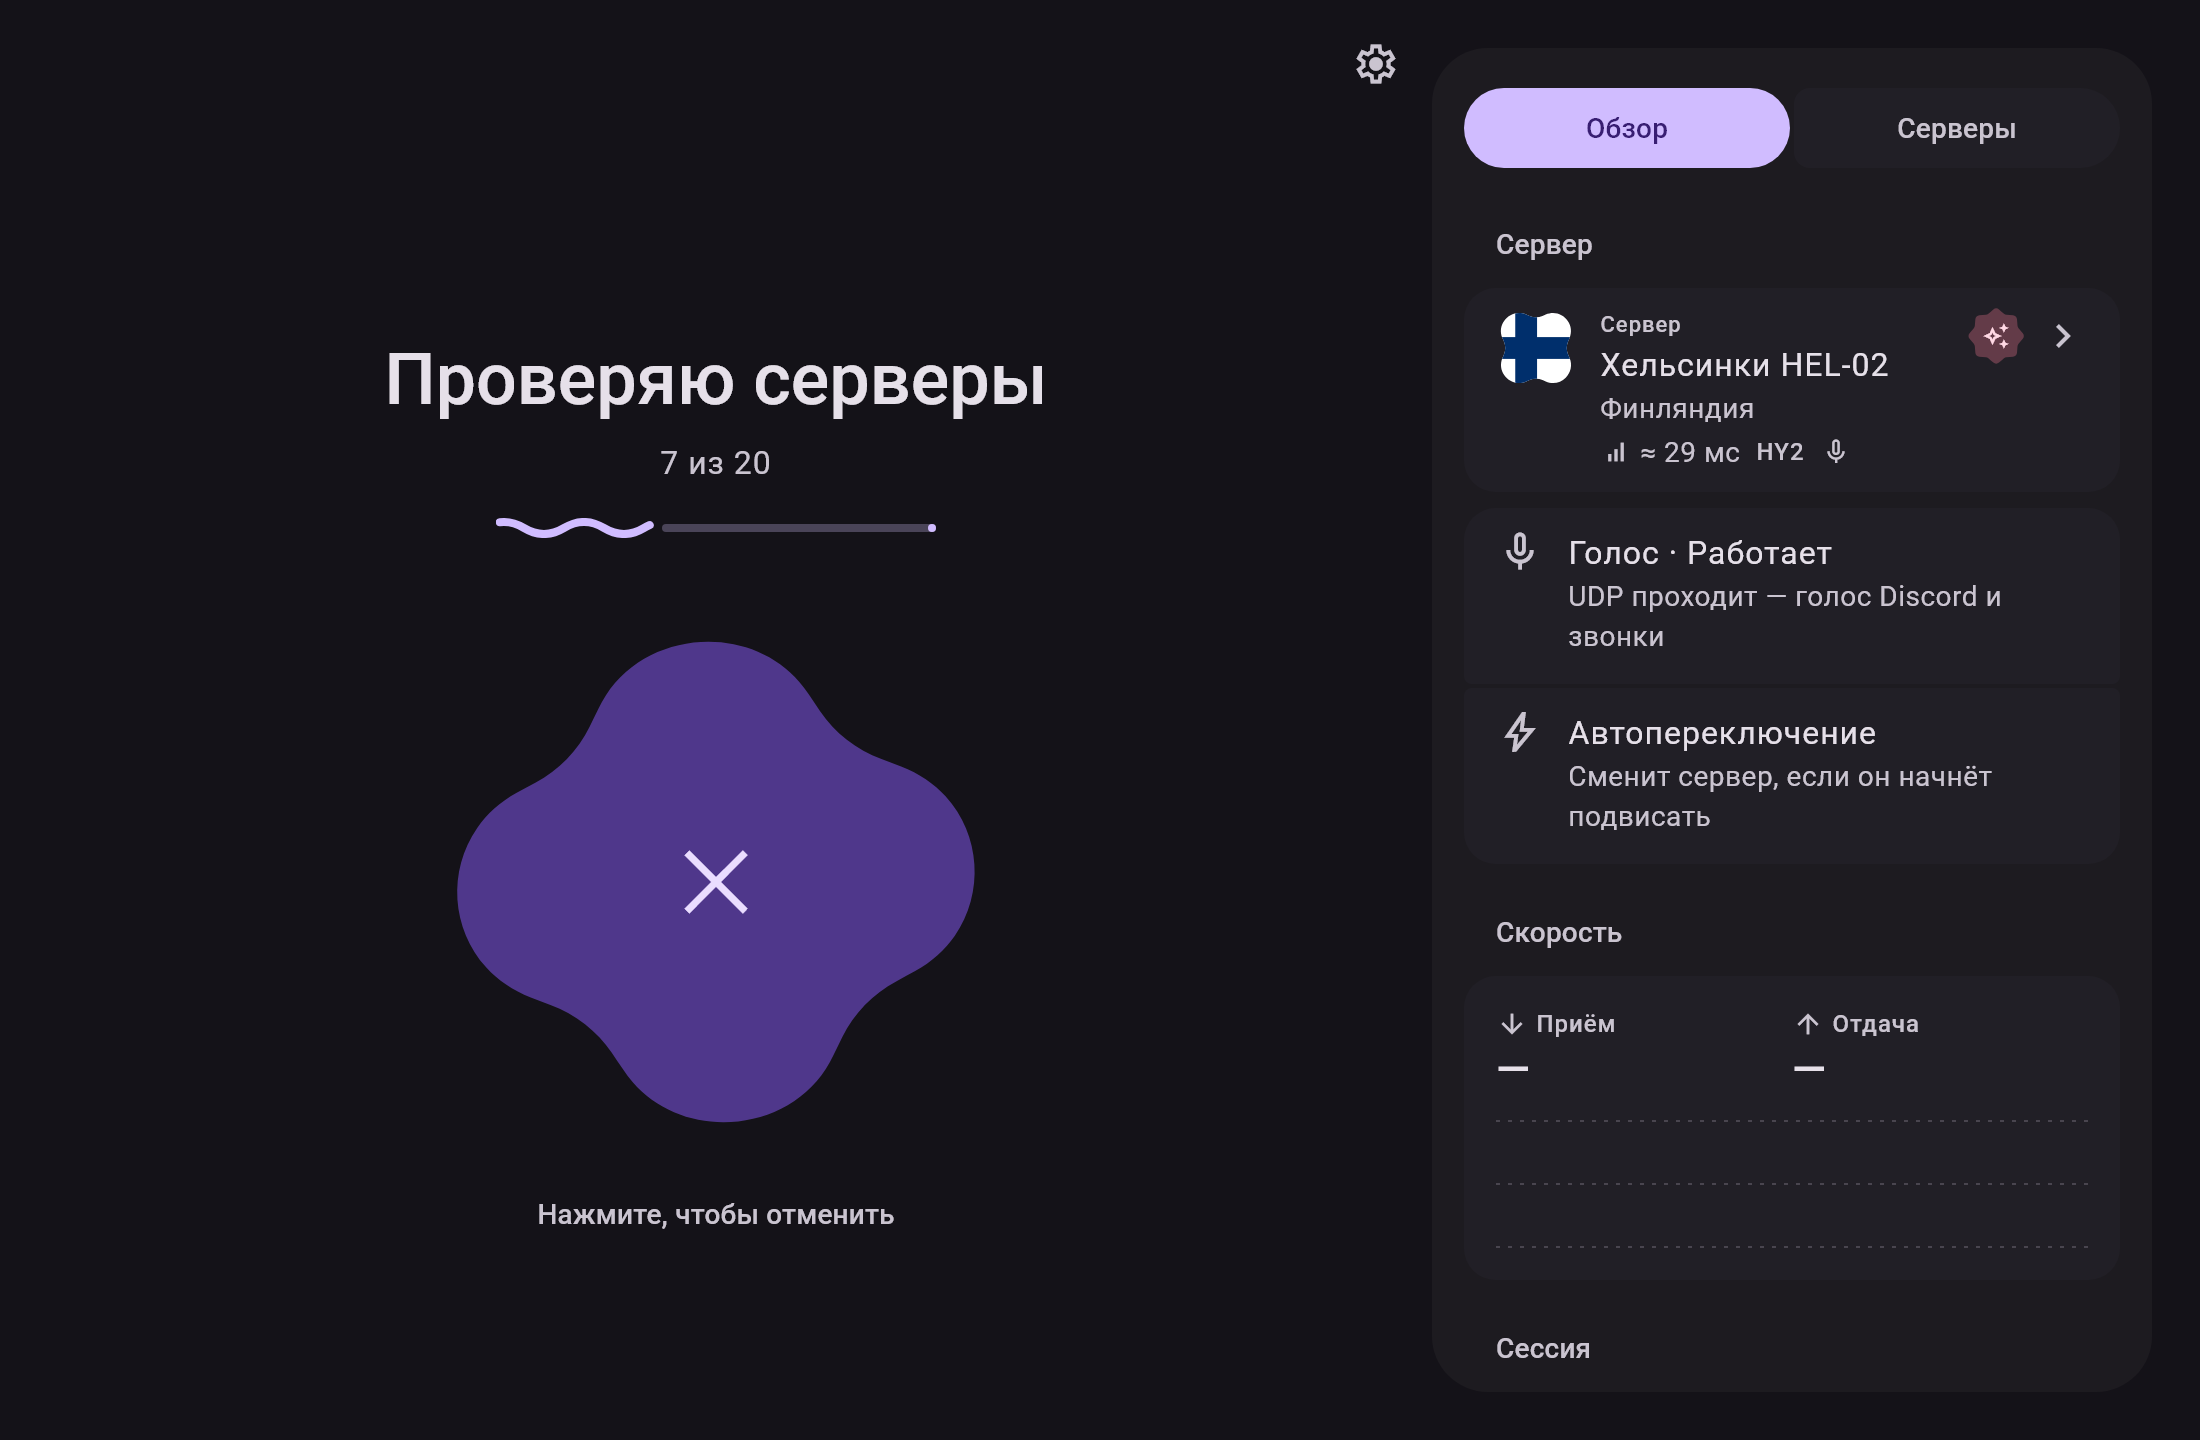 Проверяю серверы
7 из 20
Нажмите, чтобы отменить
Обзор
Серверы
Сервер
Сервер
Хельсинки HEL-02
Финляндия
≈ 29 мс HY2
Голос · Работает
UDP проходит — голос Discord и
звонки
Автопереключение
Сменит сервер, если он начнёт
подвисать
Скорость
Приём
—
Отдача
—
Сессия